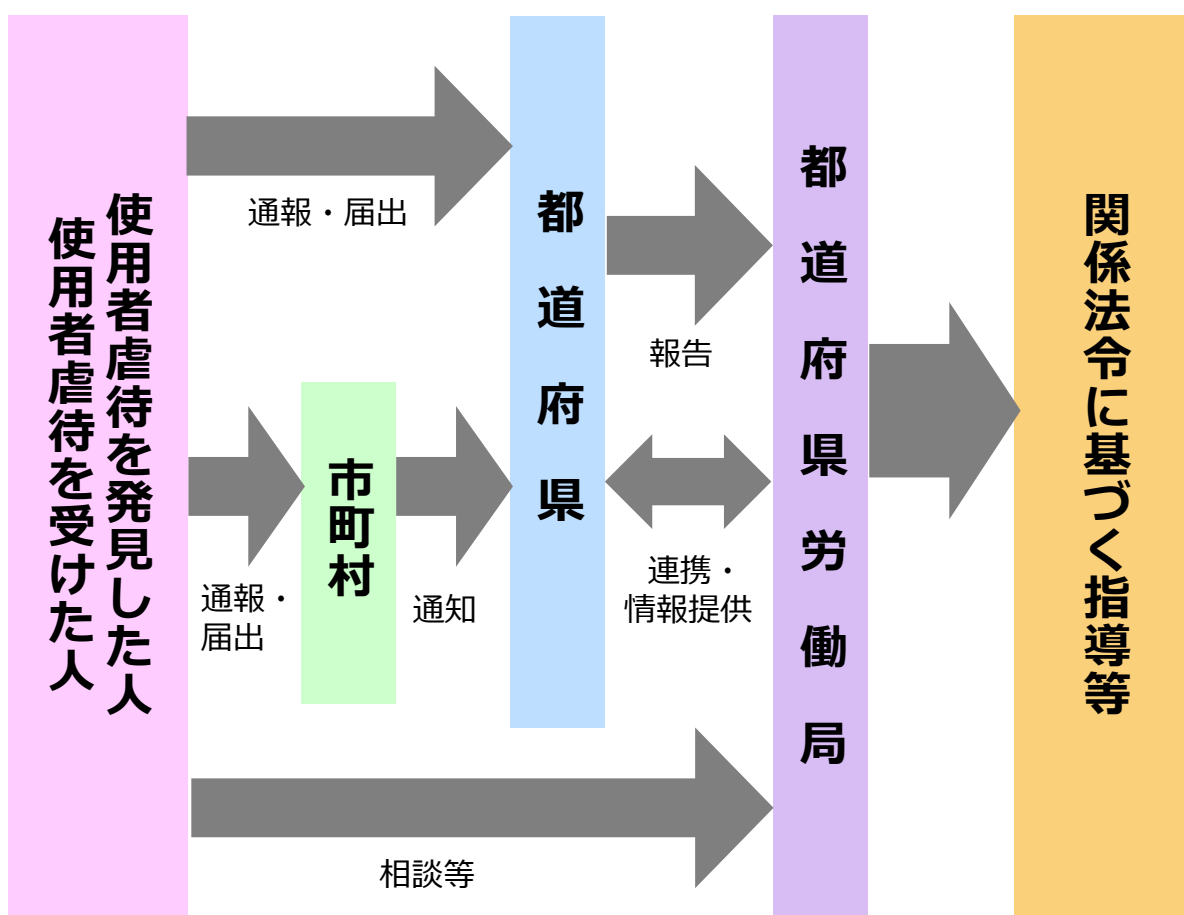 使用者虐待を発見した人
使用者虐待を受けた人
通報・届出
通報・
届出
市町村
通知
都道府県
報告
連携・
情報提供
相談等
都道府県労働局
関係法令に基づく指導等